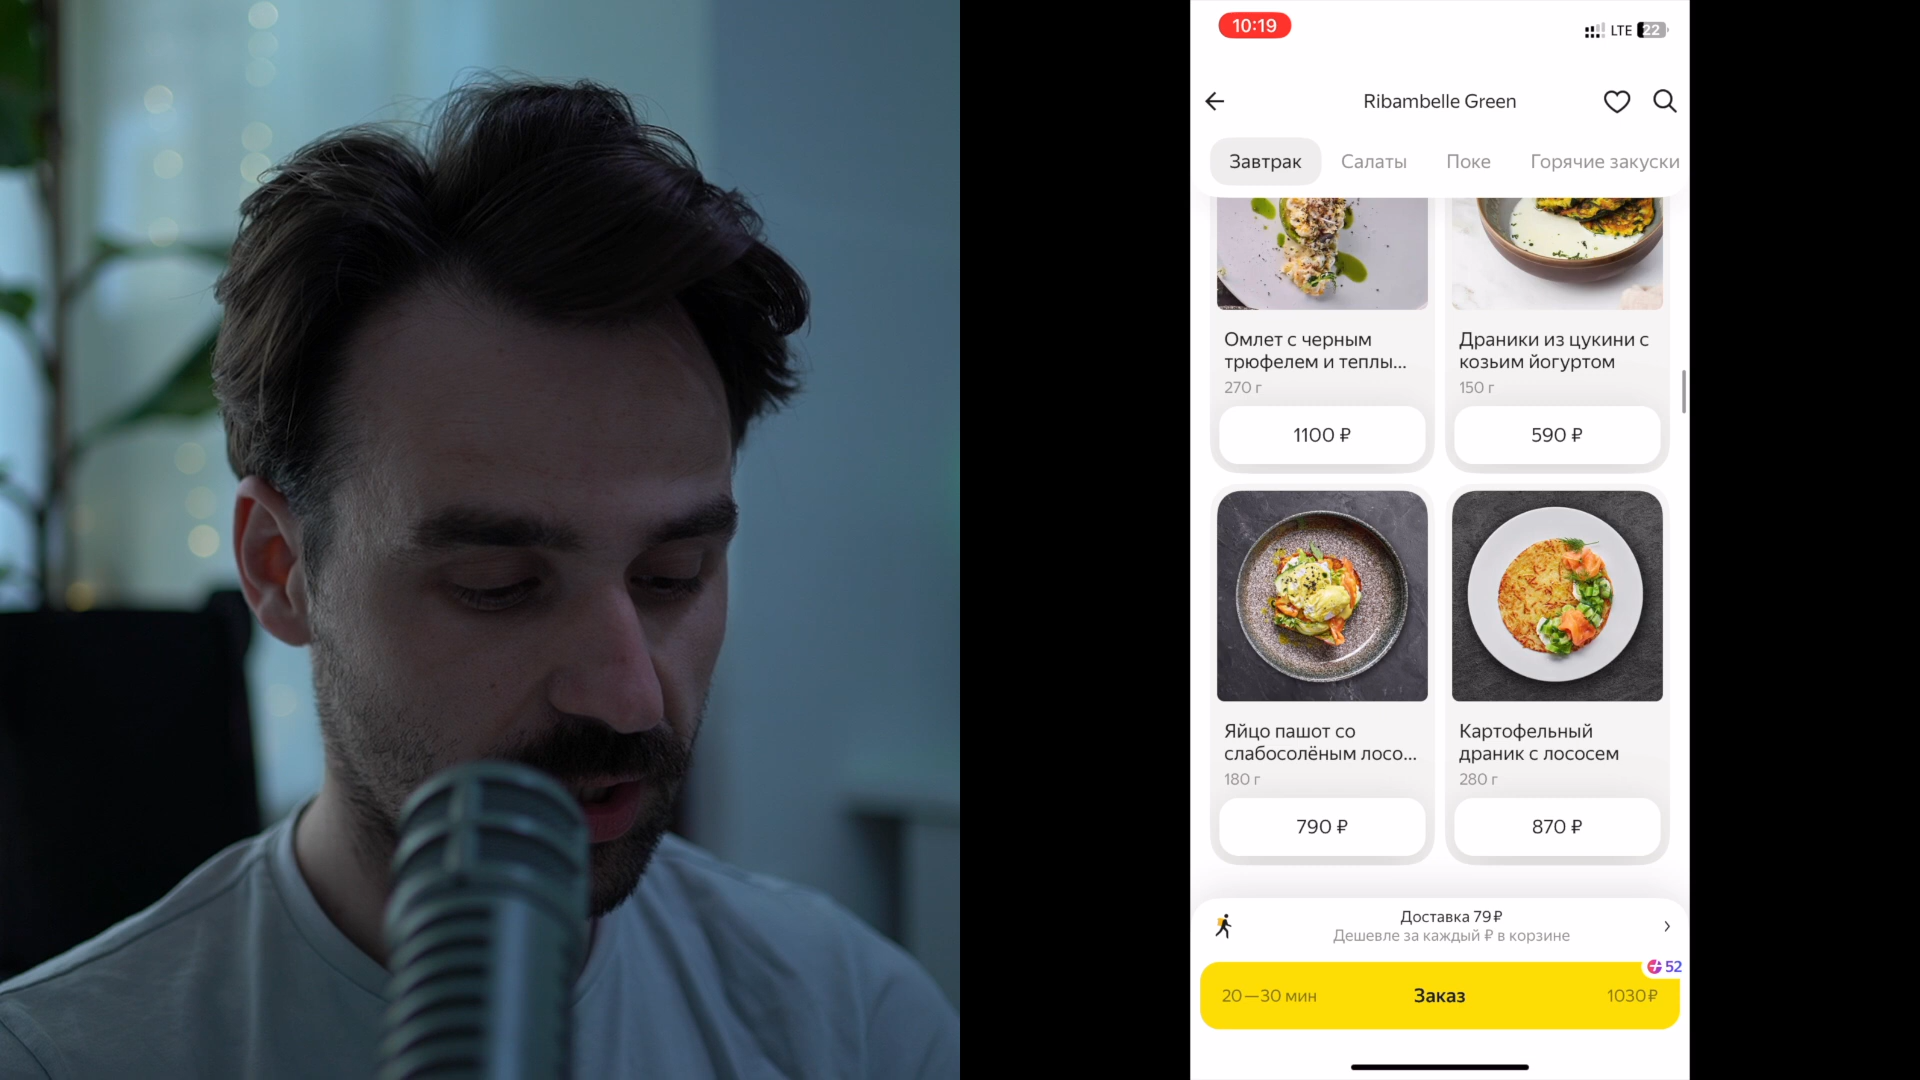 10:19
LTE 22
Ribambelle Green
Завтрак Салаты Поке Горячие закуски
Омлет с черным
трюфелем и теплы...
270 г
1100 ₽
Драники из цукини с
козьим йогуртом
150 г
590 ₽
Яйцо пашот со
слабосолёным лосо...
180 г
790 ₽
Картофельный
драник с лососем
280 г
870 ₽
Доставка 79 ₽
Дешевле за каждый ₽ в корзине
52
20—30 мин Заказ 1030 ₽